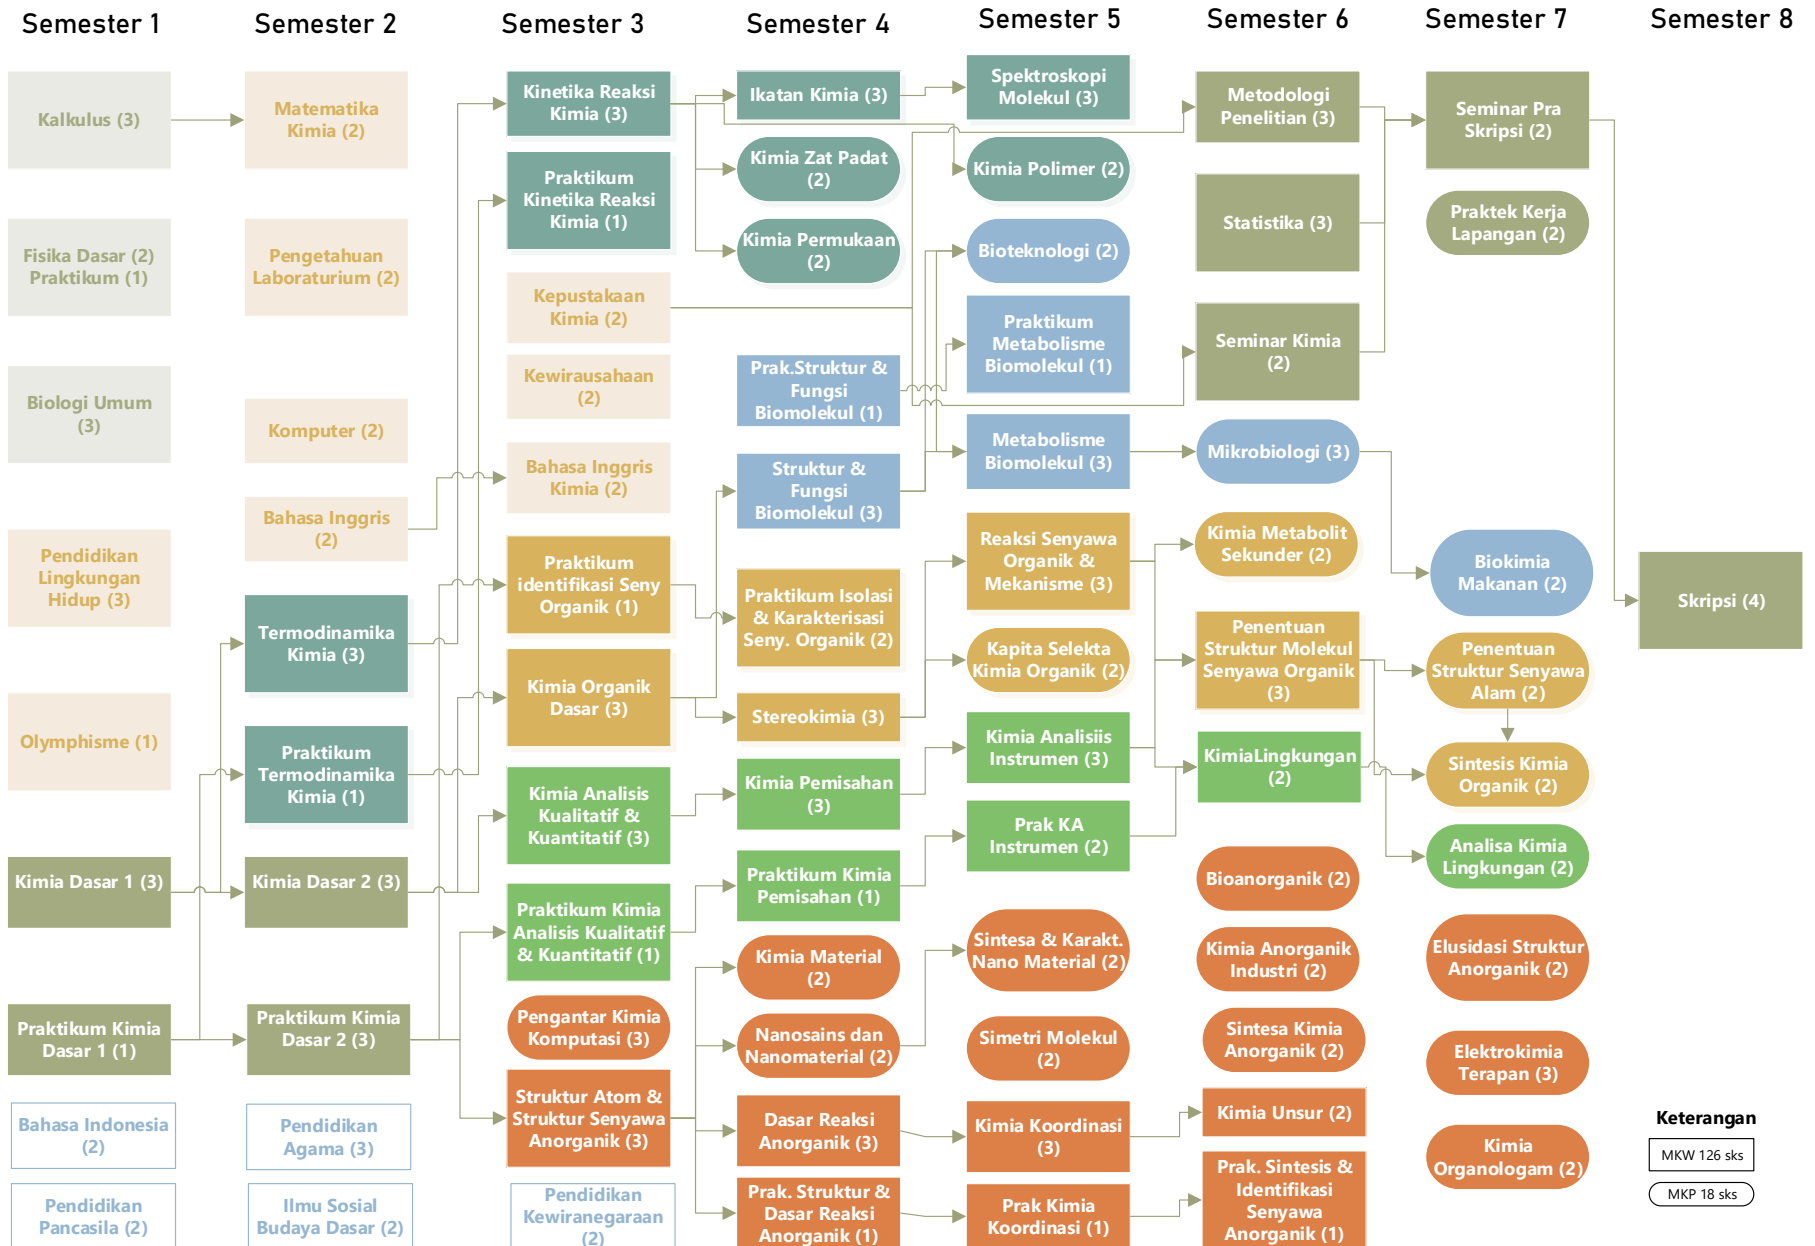 Semester 1
Semester 2
Semester 3
Semester 4
Semester 5
Semester 6
Semester 7
Semester 8
Kalkulus (3)
Fisika Dasar (2)
Praktikum (1)
Biologi Umum
(3)
Pendidikan
Lingkungan
Hidup (3)
Olymphisme (1)
Kimia Dasar 1 (3)
Praktikum Kimia
Dasar 1 (1)
Bahasa Indonesia
(2)
Pendidikan
Pancasila (2)
Matematika
Kimia (2)
Pengetahuan
Laboraturium (2)
Komputer (2)
Bahasa Inggris
(2)
Termodinamika
Kimia (3)
Praktikum
Termodinamika
Kimia (1)
Kimia Dasar 2 (3)
Praktikum Kimia
Dasar 2 (3)
Pendidikan
Agama (3)
Ilmu Sosial
Budaya Dasar (2)
Kinetika Reaksi
Kimia (3)
Praktikum
Kinetika Reaksi
Kimia (1)
Kepustakaan
Kimia (2)
Kewirausahaan
(2)
Bahasa Inggris
Kimia (2)
Praktikum
identifikasi Seny
Organik (1)
Kimia Organik
Dasar (3)
Kimia Analisis
Kualitatif &
Kuantitatif (3)
Praktikum Kimia
Analisis Kualitatif
& Kuantitatif (1)
Pengantar Kimia
Komputasi (3)
Struktur Atom &
Struktur Senyawa
Anorganik (3)
Pendidikan
Kewiranegaraan
(2)
Ikatan Kimia (3)
Kimia Zat Padat
(2)
Kimia Permukaan
(2)
Prak.Struktur &
Fungsi
Biomolekul (1)
Struktur &
Fungsi
Biomolekul (3)
Praktikum Isolasi
& Karakterisasi
Seny. Organik (2)
Stereokimia (3)
Kimia Pemisahan
(3)
Praktikum Kimia
Pemisahan (1)
Kimia Material
(2)
Nanosains dan
Nanomaterial (2)
Dasar Reaksi
Anorganik (3)
Prak. Struktur &
Dasar Reaksi
Anorganik (1)
Spektroskopi
Molekul (3)
Kimia Polimer (2)
Bioteknologi (2)
Praktikum
Metabolisme
Biomolekul (1)
Metabolisme
Biomolekul (3)
Reaksi Senyawa
Organik &
Mekanisme (3)
Kapita Selekta
Kimia Organik (2)
Kimia Analisiis
Instrumen (3)
Prak KA
Instrumen (2)
Sintesa & Karakt.
Nano Material (2)
Simetri Molekul
(2)
Kimia Koordinasi
(3)
Prak Kimia
Koordinasi (1)
Metodologi
Penelitian (3)
Statistika (3)
Seminar Kimia
(2)
Mikrobiologi (3)
Kimia Metabolit
Sekunder (2)
Penentuan
Struktur Molekul
Senyawa Organik
(3)
KimiaLingkungan
(2)
Bioanorganik (2)
Kimia Anorganik
Industri (2)
Sintesa Kimia
Anorganik (2)
Kimia Unsur (2)
Prak. Sintesis &
Identifikasi
Senyawa
Anorganik (1)
Seminar Pra
Skripsi (2)
Praktek Kerja
Lapangan (2)
Biokimia
Makanan (2)
Penentuan
Struktur Senyawa
Alam (2)
Sintesis Kimia
Organik (2)
Analisa Kimia
Lingkungan (2)
Elusidasi Struktur
Anorganik (2)
Elektrokimia
Terapan (3)
Kimia
Organologam (2)
Skripsi (4)
Keterangan
MKW 126 sks
MKP 18 sks